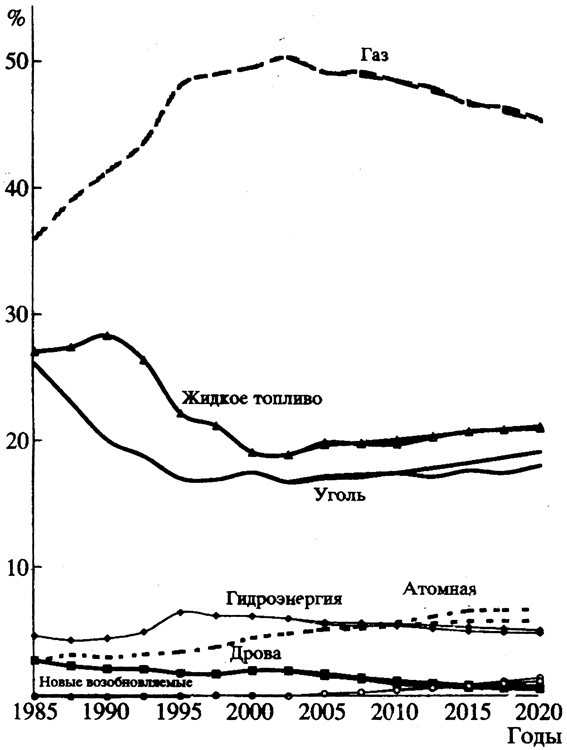 %
50
Газ
40
30
Жидкое топливо
20
Уголь
10
Гидроэнергия
Атомная
Дрова
Новые возобновляемые
1985 1990 1995 2000 2005 2010 2015 2020
Годы